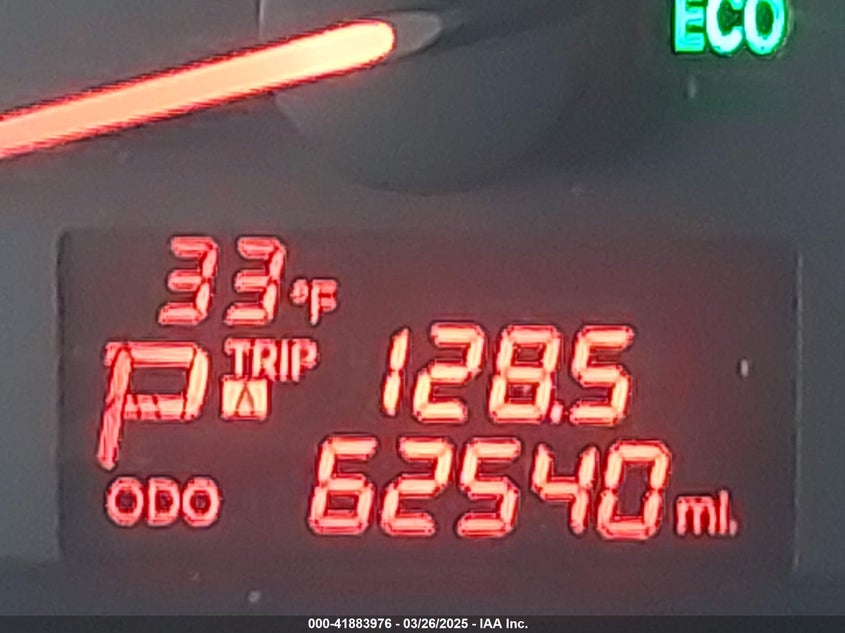 ECO
33°F
P TRIP A 128.5
ODO 62540 mi.
000-41883976 - 03/26/2025 - IAA Inc.